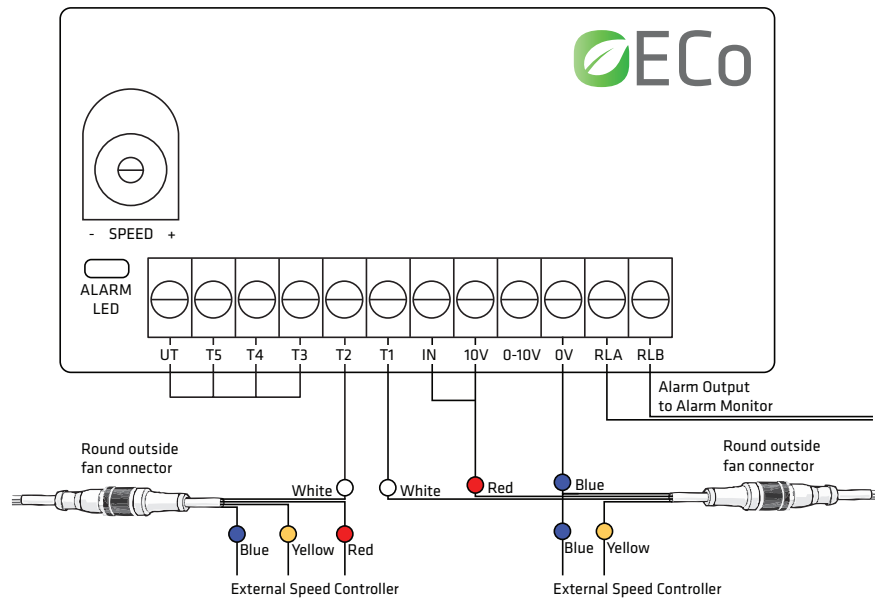 ECo
- SPEED +
ALARM
LED
UT T5 T4 T3 T2 T1 IN 10V 0-10V 0V RLA RLB
Alarm Output
to Alarm Monitor
Round outside
fan connector
Round outside
fan connector
White White Red Blue
Blue Yellow Red Blue Yellow
External Speed Controller External Speed Controller